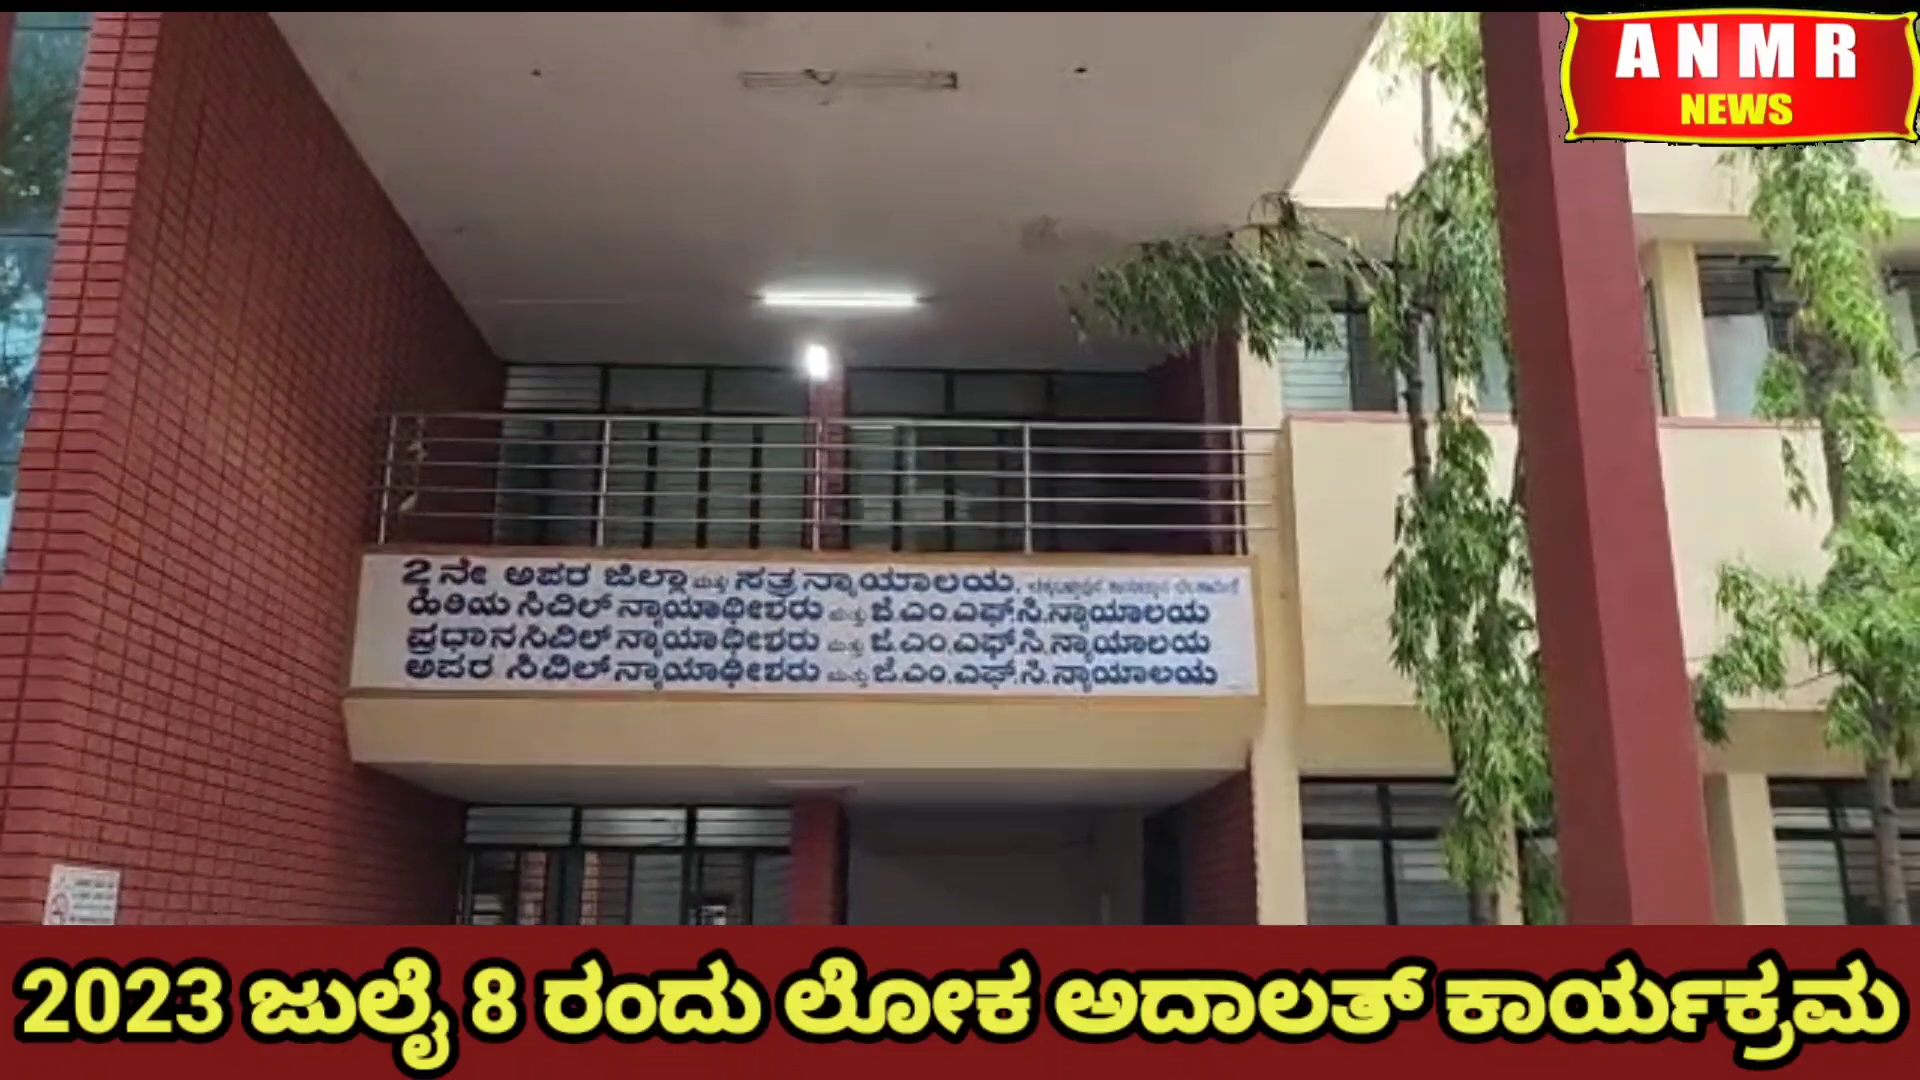 ANMR
NEWS
2ನೇ ಅಪರ ಜಿಲ್ಲಾ ಮತ್ತು ಸತ್ರ ನ್ಯಾಯಾಲಯ,
ಹಿರಿಯ ಸಿವಿಲ್ ನ್ಯಾಯಾಧೀಶರು ಮತ್ತು ಜೆ.ಎಂ.ಎಫ್.ಸಿ.ನ್ಯಾಯಾಲಯ
ಪ್ರಧಾನ ಸಿವಿಲ್ ನ್ಯಾಯಾಧೀಶರು ಮತ್ತು ಜೆ.ಎಂ.ಎಫ್.ಸಿ.ನ್ಯಾಯಾಲಯ
ಅಪರ ಸಿವಿಲ್ ನ್ಯಾಯಾಧೀಶರು ಮತ್ತು ಜೆ.ಎಂ.ಎಫ್.ಸಿ.ನ್ಯಾಯಾಲಯ
2023 ಜುಲೈ 8 ರಂದು ಲೋಕ ಅದಾಲತ್ ಕಾರ್ಯಕ್ರಮ